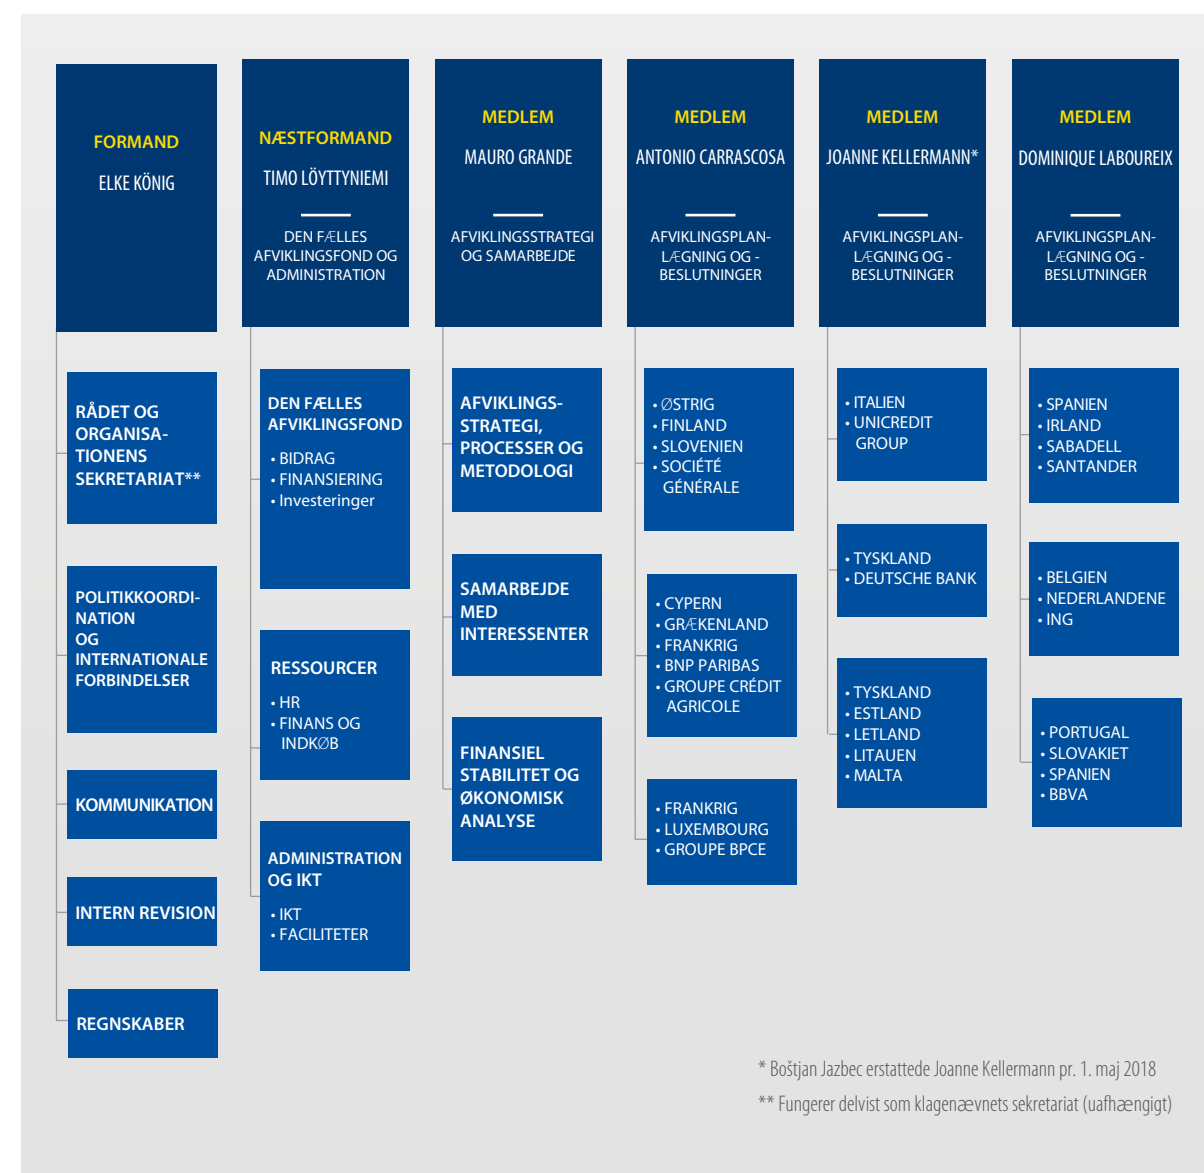 FORMAND
ELKE KÖNIG
RÅDET OG
ORGANISA-
TIONENS
SEKRETARIAT**
POLITIKKOORDI-
NATION
OG
INTERNATIONALE
FORBINDELSER
KOMMUNIKATION
INTERN REVISION
REGNSKABER
NÆSTFORMAND
TIMO LÖYTTYNIEMI
DEN FÆLLES
AFVIKLINGSFOND OG
ADMINISTRATION
DEN FÆLLES
AFVIKLINGSFOND
• BIDRAG
• FINANSIERING
• Investeringer
RESSOURCER
• HR
• FINANS OG
INDKØB
ADMINISTRATION
OG IKT
• IKT
• FACILITETER
MEDLEM
MAURO GRANDE
AFVIKLINGSSTRATEGI
OG SAMARBEJDE
AFVIKLINGS-
STRATEGI,
PROCESSER OG
METODOLOGI
SAMARBEJDE
MED
INTERESSENTER
FINANSIEL
STABILITET OG
ØKONOMISK
ANALYSE
MEDLEM
ANTONIO CARRASCOSA
AFVIKLINGSPLAN-
LÆGNING OG -
BESLUTNINGER
• ØSTRIG
• FINLAND
• SLOVENIEN
• SOCIÉTÉ
GÉNÉRALE
• CYPERN
• GRÆKENLAND
• FRANKRIG
• BNP PARIBAS
• GROUPE CRÉDIT
AGRICOLE
• FRANKRIG
• LUXEMBOURG
• GROUPE BPCE
MEDLEM
JOANNE KELLERMANN*
AFVIKLINGSPLAN-
LÆGNING OG -
BESLUTNINGER
• ITALIEN
• UNICREDIT
GROUP
• TYSKLAND
• DEUTSCHE BANK
• TYSKLAND
• ESTLAND
• LETLAND
• LITAUEN
• MALTA
MEDLEM
DOMINIQUE LABOUREIX
AFVIKLINGSPLAN-
LÆGNING OG -
BESLUTNINGER
• SPANIEN
• IRLAND
• SABADELL
• SANTANDER
• BELGIEN
• NEDERLANDENE
• ING
• PORTUGAL
• SLOVAKIET
• SPANIEN
• BBVA
* Boštjan Jazbec erstattede Joanne Kellermann pr. 1. maj 2018
** Fungerer delvist som klagenævnets sekretariat (uafhængigt)